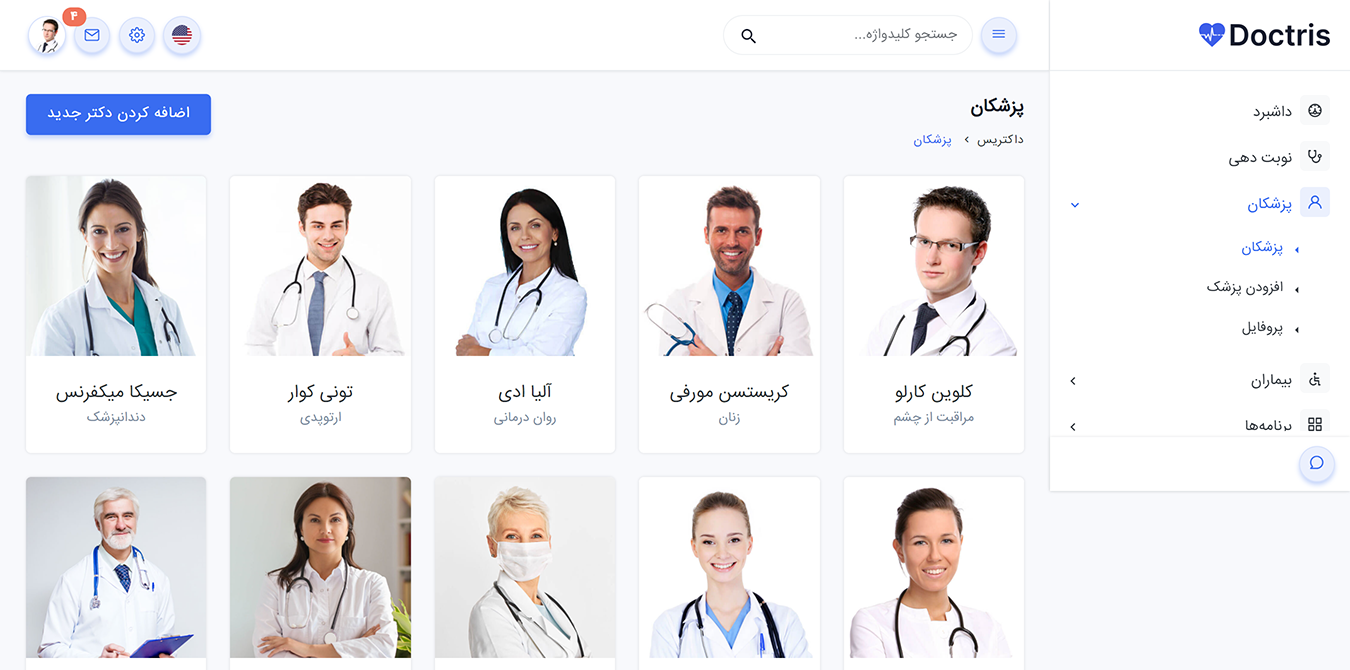 Doctris
جستجو کلیدواژه...
۴
داشبرد
نوبت دهی
پزشکان
پزشکان
افزودن پزشک
پروفایل
بیماران
برنامه‌ها
پزشکان
داکتریس › پزشکان
اضافه کردن دکتر جدید
کلوین کارلو
مراقبت از چشم
کریستسن مورفی
زنان
آلیا ادی
روان درمانی
تونی کوار
ارتوپدی
جسیکا میکفرنس
دندانپزشک